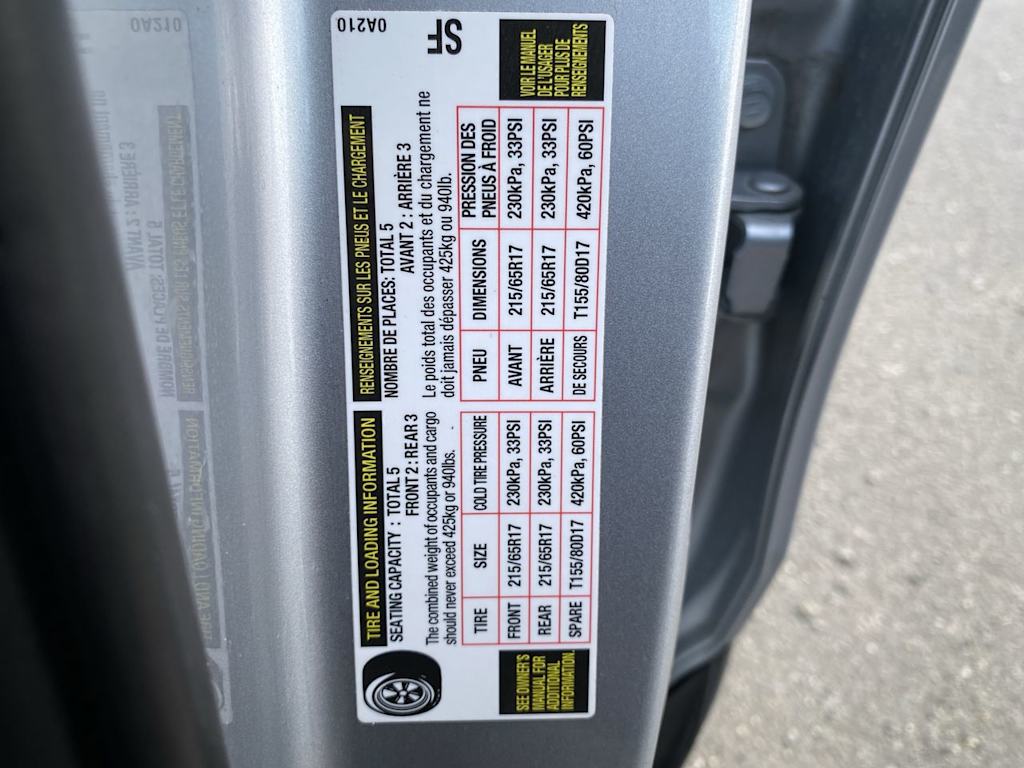 TIRE AND LOADING INFORMATION
SEATING CAPACITY : TOTAL 5
FRONT 2 : REAR 3
The combined weight of occupants and cargo
should never exceed 425kg or 940lbs.
TIRE SIZE COLD TIRE PRESSURE
FRONT 215/65R17 230kPa, 33PSI
REAR 215/65R17 230kPa, 33PSI
SPARE T155/80D17 420kPa, 60PSI
SEE OWNER'S
MANUAL FOR
ADDITIONAL
INFORMATION.
RENSEIGNEMENTS SUR LES PNEUS ET LE CHARGEMENT
NOMBRE DE PLACES: TOTAL 5
AVANT 2 : ARRIÈRE 3
Le poids total des occupants et du chargement ne
doit jamais dépasser 425kg ou 940lb.
PNEU DIMENSIONS PRESSION DES
PNEUS À FROID
AVANT 215/65R17 230kPa, 33PSI
ARRIÈRE 215/65R17 230kPa, 33PSI
DE SECOURS T155/80D17 420kPa, 60PSI
VOIR LE MANUEL
DE L'USAGER
POUR PLUS DE
RENSEIGNEMENTS
0A210
SF